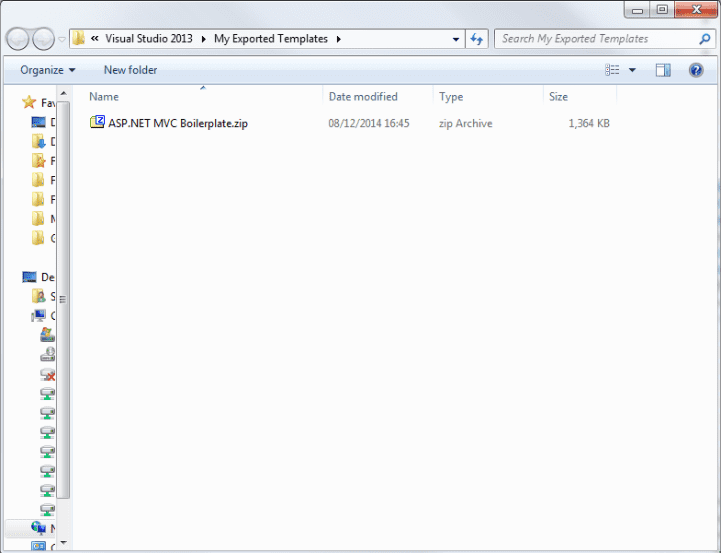 « Visual Studio 2013 My Exported Templates Search My Exported Templates
Organize New folder
Name Date modified Type Size
ASP.NET MVC Boilerplate.zip 08/12/2014 16:45 zip Archive 1,364 KB
Fav
D
D
R
F
F
M
G
De
S
C
N
C